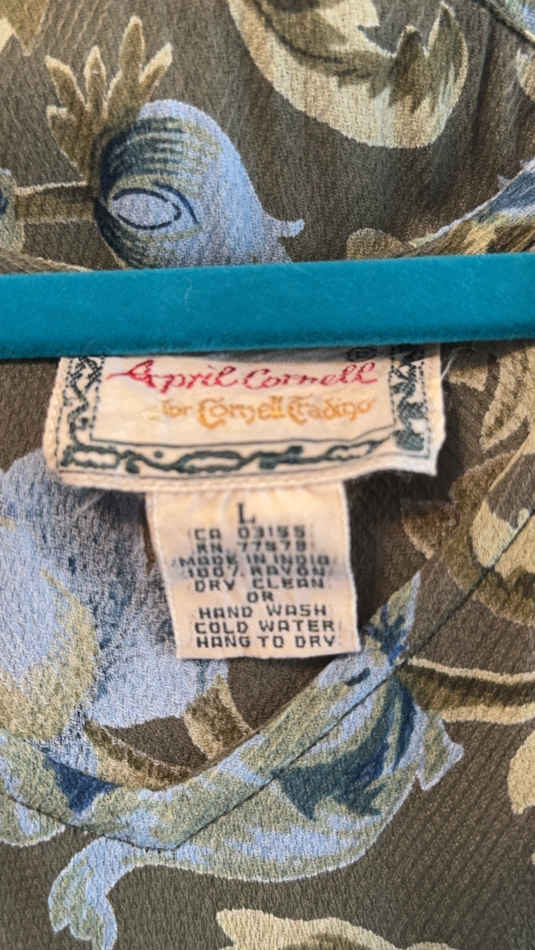 April Cornell
for Cornell Trading
L
CA 03155
RN 77978
MADE IN INDIA
100% RAYON
DRY CLEAN
OR
HAND WASH
COLD WATER
HANG TO DRY